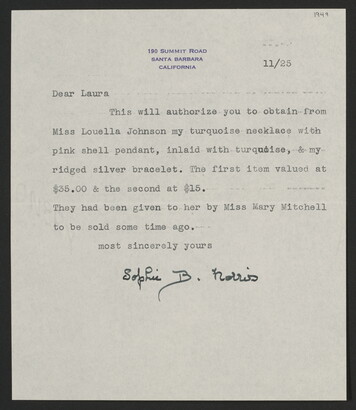 1949
190 SUMMIT ROAD
SANTA BARBARA
CALIFORNIA
11/25
Dear Laura
This will authorize you to obtain from
Miss Louella Johnson my turquoise necklace with
pink shell pendant, inlaid with turquoise, & my
ridged silver bracelet. The first item valued at
$35.00 & the second at $15.
They had been given to her by Miss Mary Mitchell
to be sold some time ago.
most sincerely yours
Sophie B. Norris